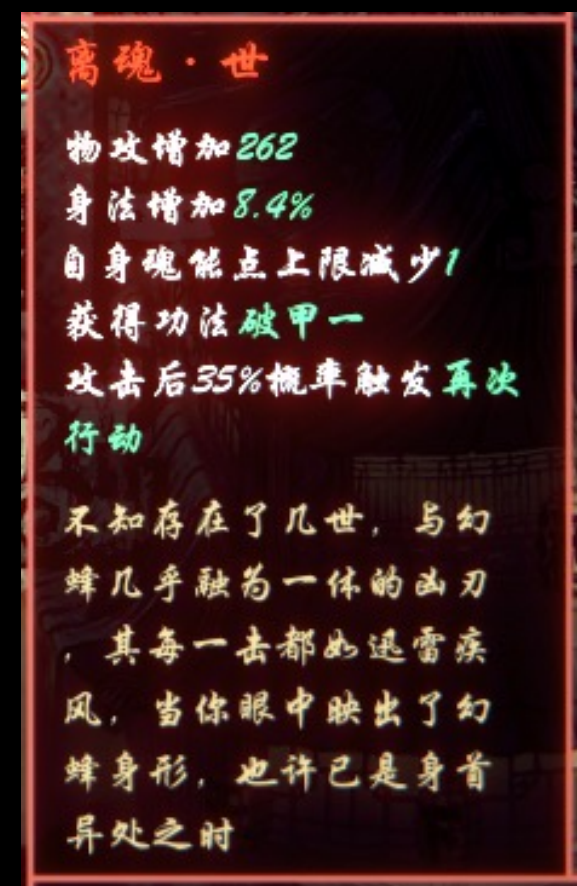 离魂·世
物攻增加262
身法增加8.4%
自身魂能点上限减少1
获得功法破甲一
攻击后35%概率触发再次
行动
不知存在了几世，与幻
蜂几乎融为一体的凶刃
，其每一击都如迅雷疾
风，当你眼中映出了幻
蜂身形，也许已是身首
异处之时